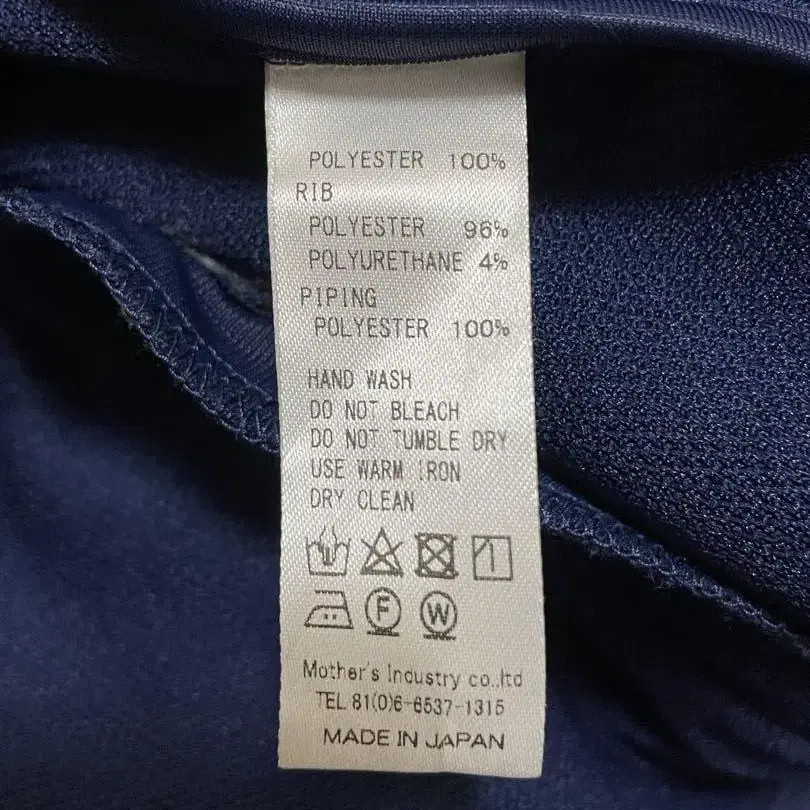 POLYESTER 100%
RIB
POLYESTER 96%
POLYURETHANE 4%
PIPING
POLYESTER 100%
HAND WASH
DO NOT BLEACH
DO NOT TUMBLE DRY
USE WARM IRON
DRY CLEAN
F W
Mother's Industry co.,ltd
TEL 81(0)6-6537-1315
MADE IN JAPAN